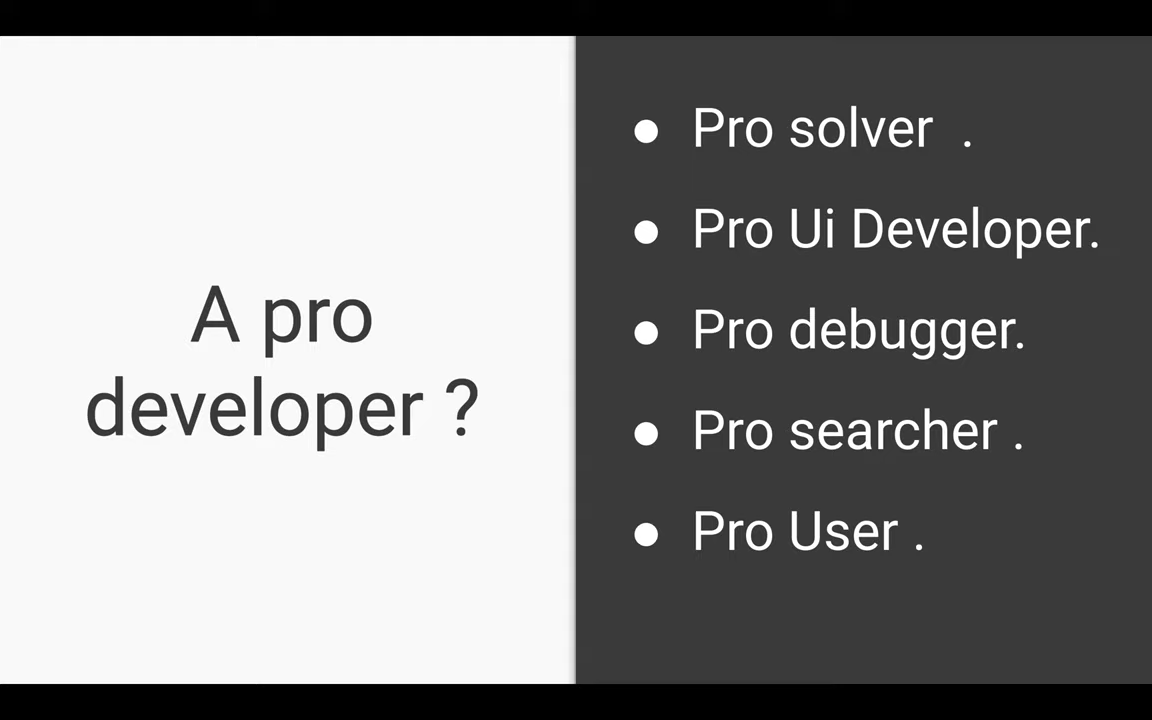 A pro
developer ?
● Pro solver  .
● Pro Ui Developer.
● Pro debugger.
● Pro searcher .
● Pro User .